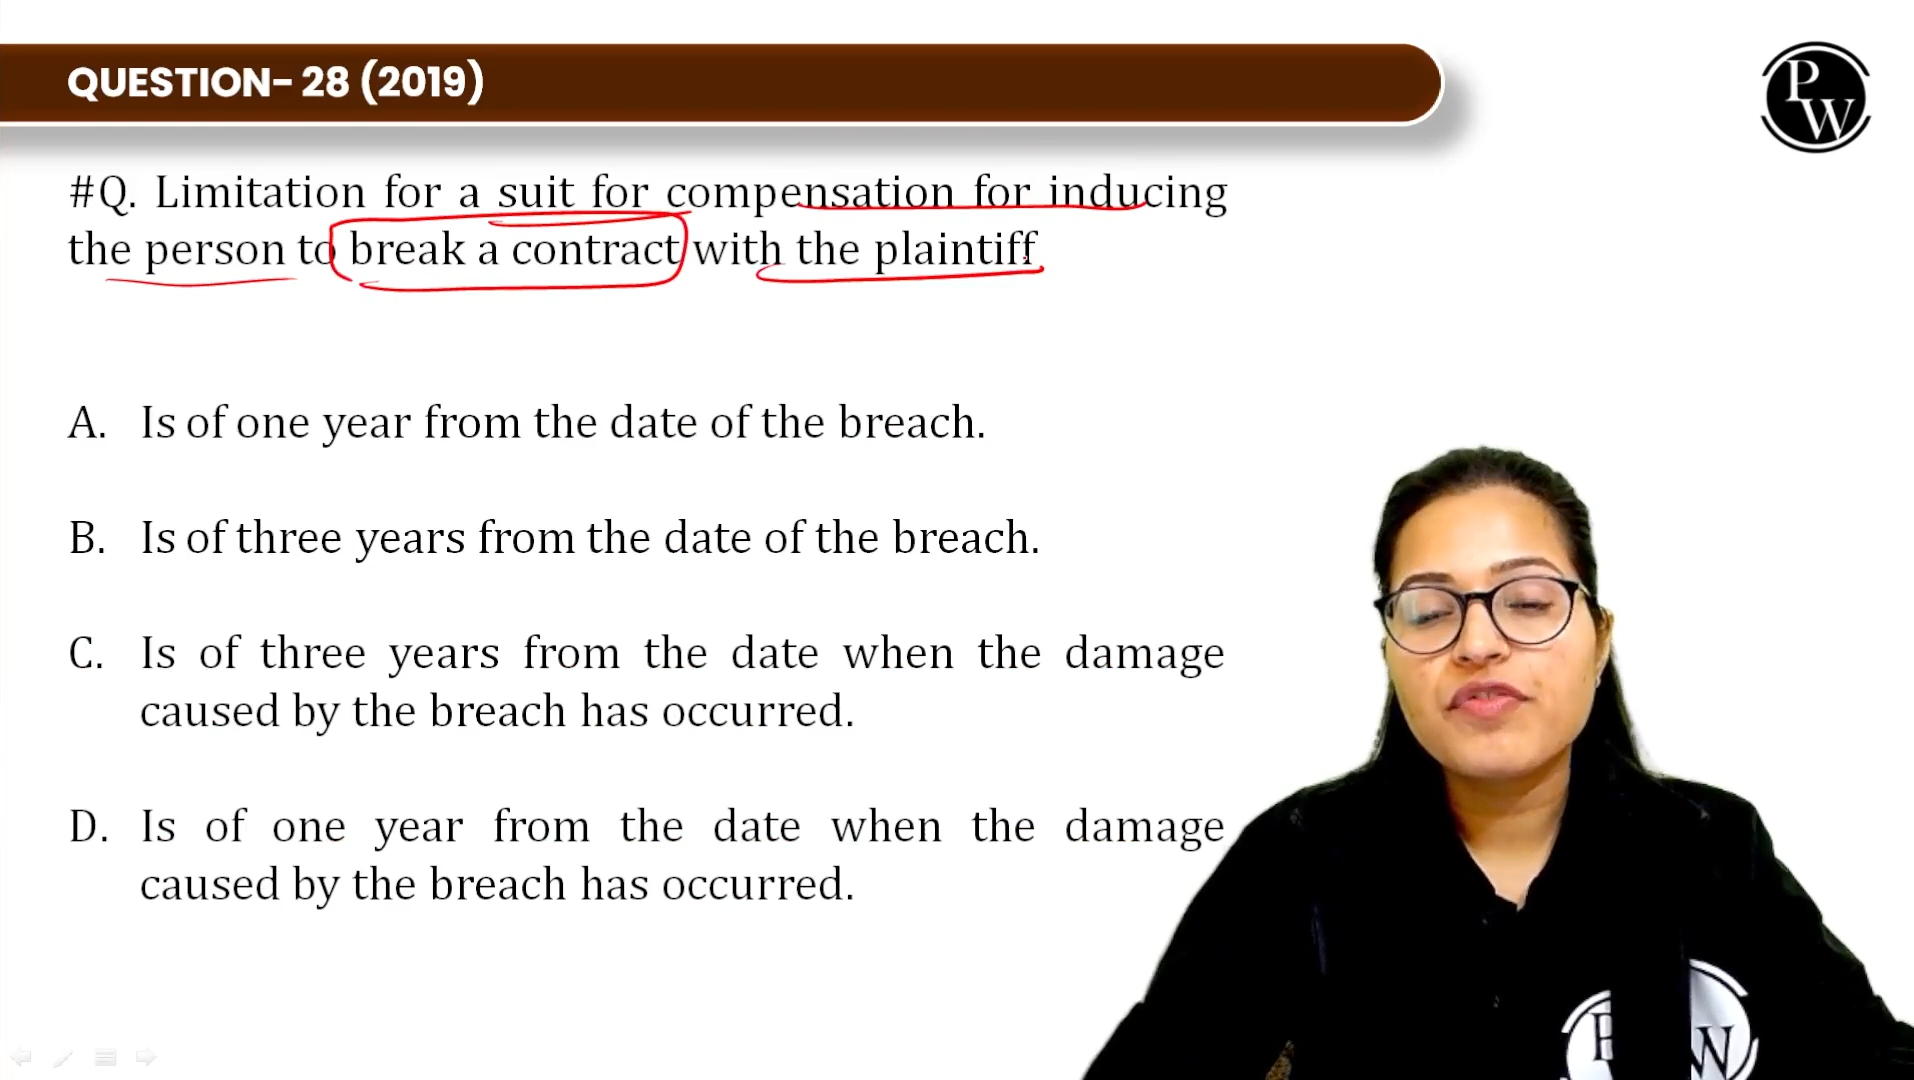 QUESTION- 28 (2019)
PW
#Q. Limitation for a suit for compensation for inducing
the person to break a contract with the plaintiff
A. Is of one year from the date of the breach.
B. Is of three years from the date of the breach.
C. Is of three years from the date when the damage
caused by the breach has occurred.
D. Is of one year from the date when the damage
caused by the breach has occurred.
PW